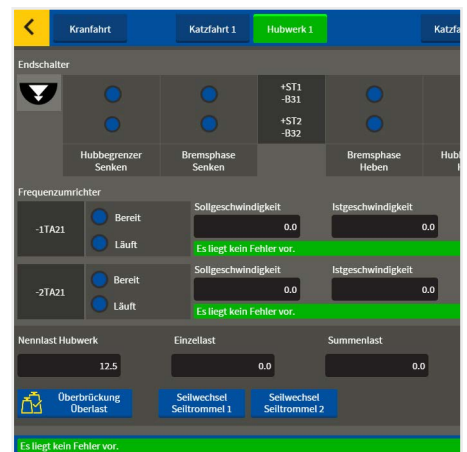 Kranfahrt Katzfahrt 1 Hubwerk 1
Endschalter
+ST1
-B31
+ST2
-B32
Hubbegrenzer
Senken
Bremsphase
Senken
Bremsphase
Heben
Frequenzumrichter
-1TA21
Bereit
Läuft
Sollgeschwindigkeit
0.0
Istgeschwindigkeit
0.0
Es liegt kein Fehler vor.
-2TA21
Bereit
Läuft
Sollgeschwindigkeit
0.0
Istgeschwindigkeit
0.0
Es liegt kein Fehler vor.
Nennlast Hubwerk
12.5
Einzellast
0.0
Summenlast
0.0
Überbrückung
Überlast
Seilwechsel
Seiltrommel 1
Seilwechsel
Seiltrommel 2
Es liegt kein Fehler vor.